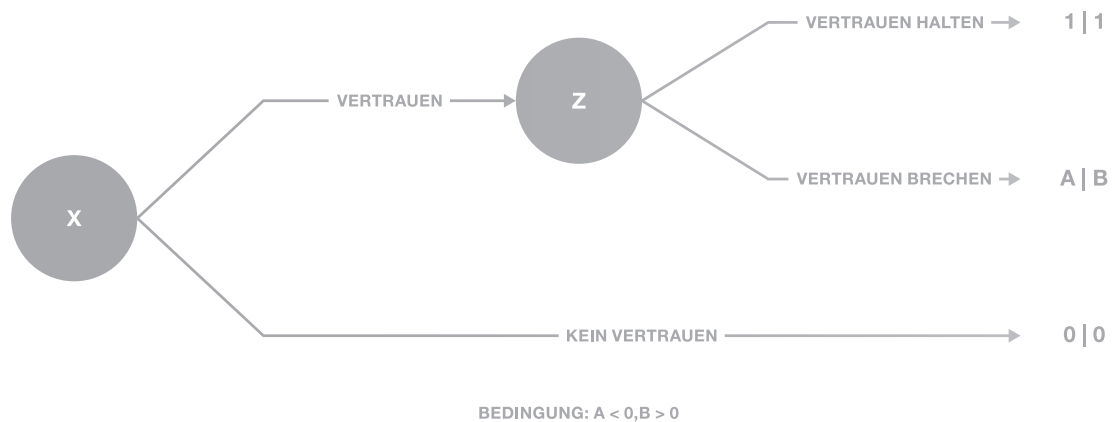 VERTRAUEN HALTEN
1 | 1
VERTRAUEN
Z
VERTRAUEN BRECHEN
A | B
X
KEIN VERTRAUEN
0 | 0
BEDINGUNG: A < 0,B > 0